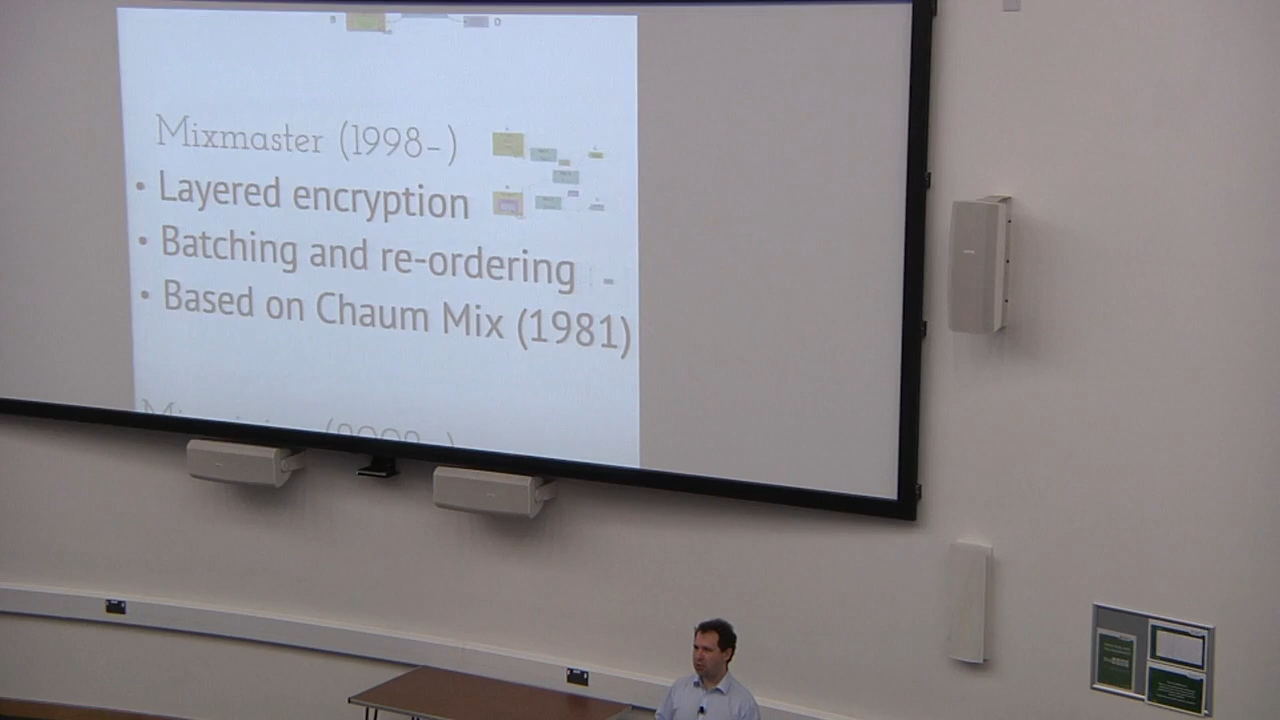 Mixmaster (1998-)
• Layered encryption
• Batching and re-ordering
• Based on Chaum Mix (1981)